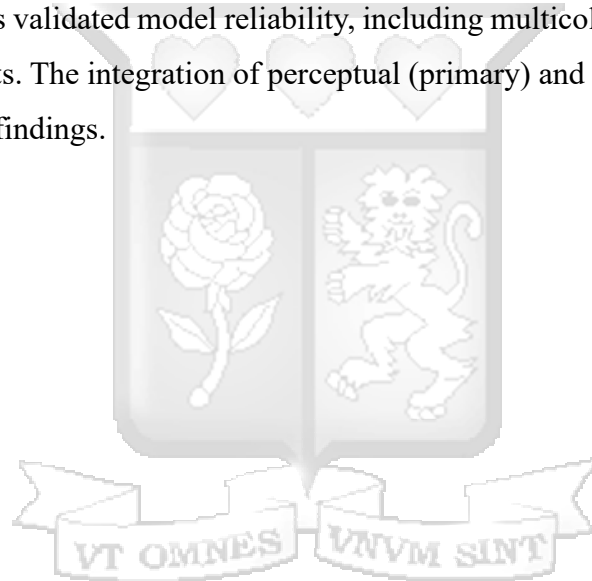 s validated model reliability, including multicol
ts. The integration of perceptual (primary) and
findings.
VT OMNES VNVM SINT